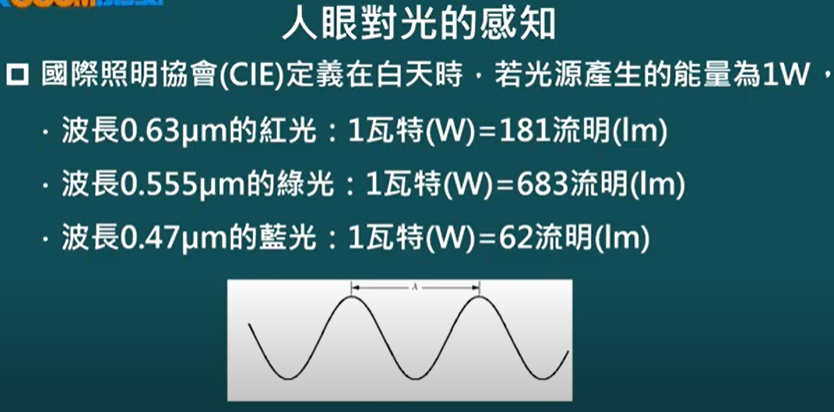 人眼對光的感知
國際照明協會(CIE)定義在白天時，若光源產生的能量為1W，
· 波長0.63μm的紅光：1瓦特(W)=181流明(lm)
· 波長0.555μm的綠光：1瓦特(W)=683流明(lm)
· 波長0.47μm的藍光：1瓦特(W)=62流明(lm)
λ